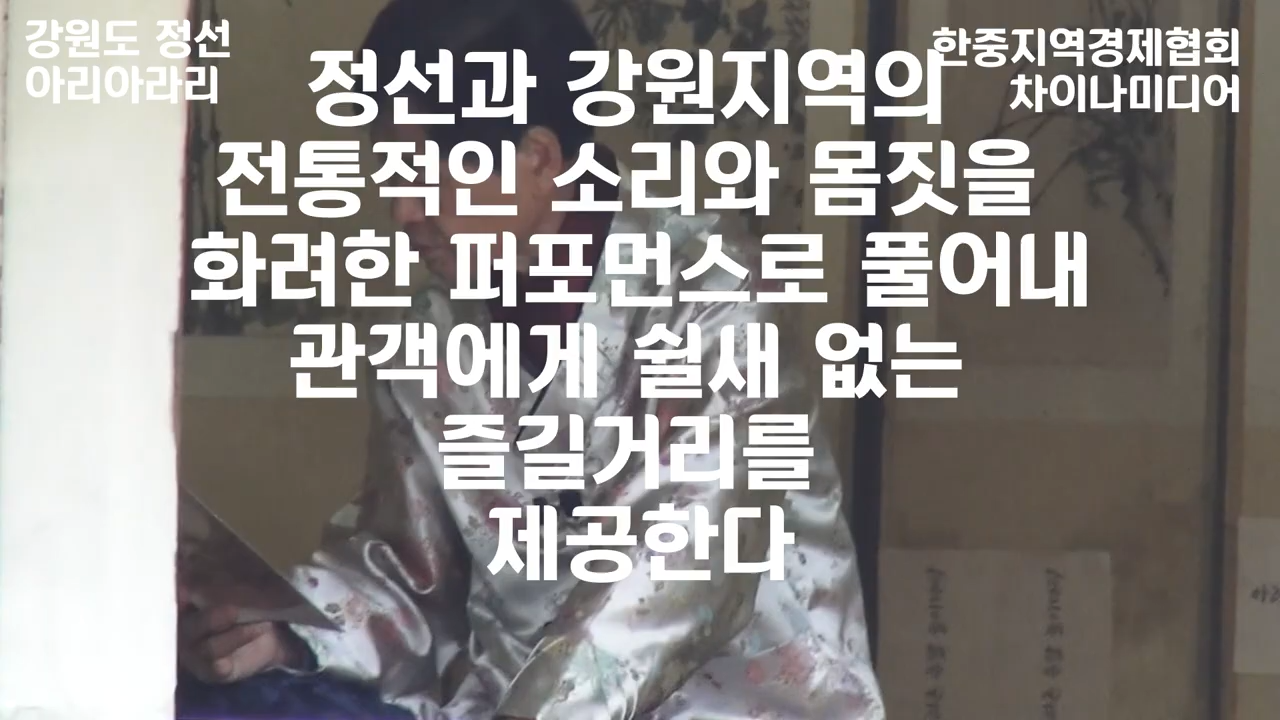 강원도 정선
아리아라리
한중지역경제협회
차이나미디어
정선과 강원지역의
전통적인 소리와 몸짓을
화려한 퍼포먼스로 풀어내
관객에게 쉴새 없는
즐길거리를
제공한다